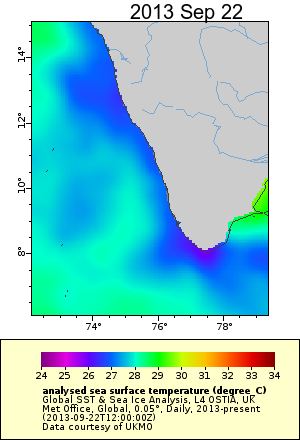 2013 Sep 22
14°
12°
10°
8°
74° 76° 78°
24 25 26 27 28 29 30 31 32 33 34
analysed sea surface temperature (degree_C)
Global SST & Sea Ice Analysis, L4 OSTIA, UK
Met Office, Global, 0.05°, Daily, 2013-present
(2013-09-22T12:00:00Z)
Data courtesy of UKMO